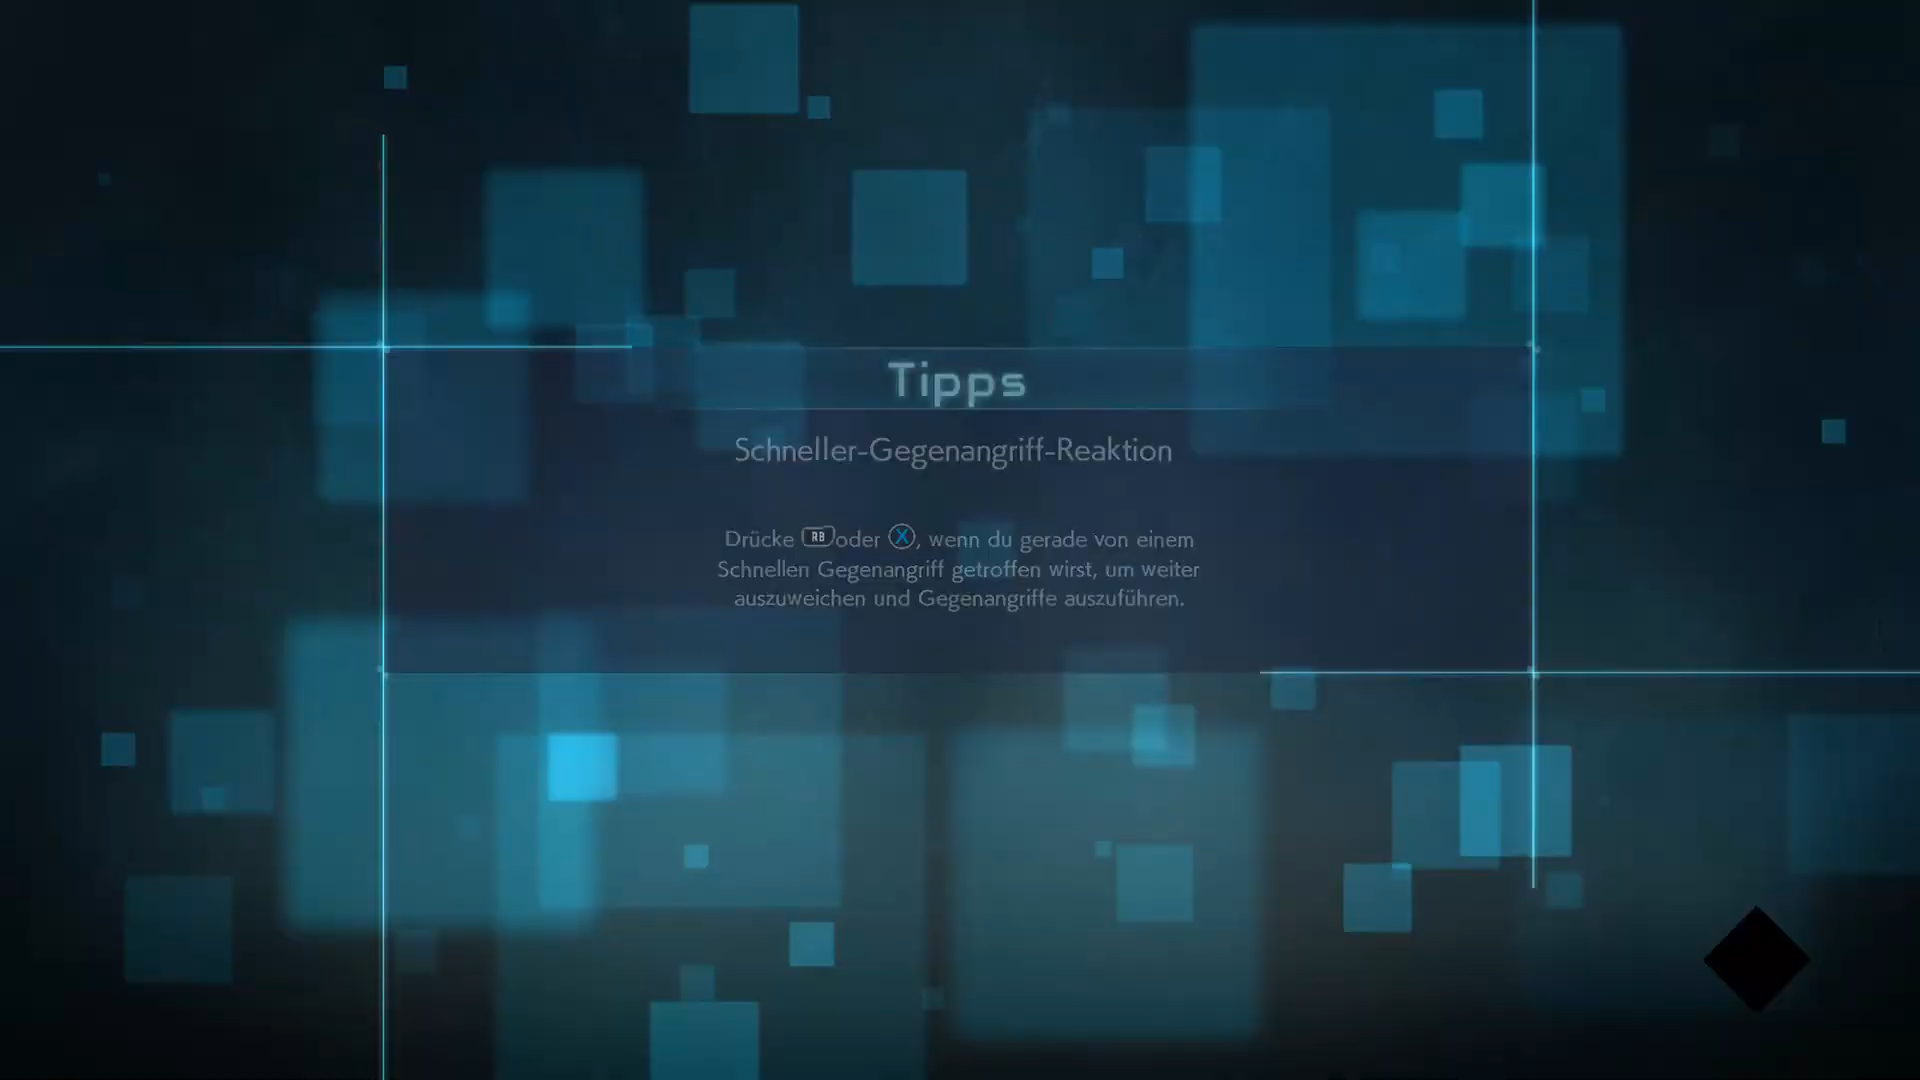 Tipps
Schneller-Gegenangriff-Reaktion
Drücke RB oder X, wenn du gerade von einem
Schnellen Gegenangriff getroffen wirst, um weiter
auszuweichen und Gegenangriffe auszuführen.